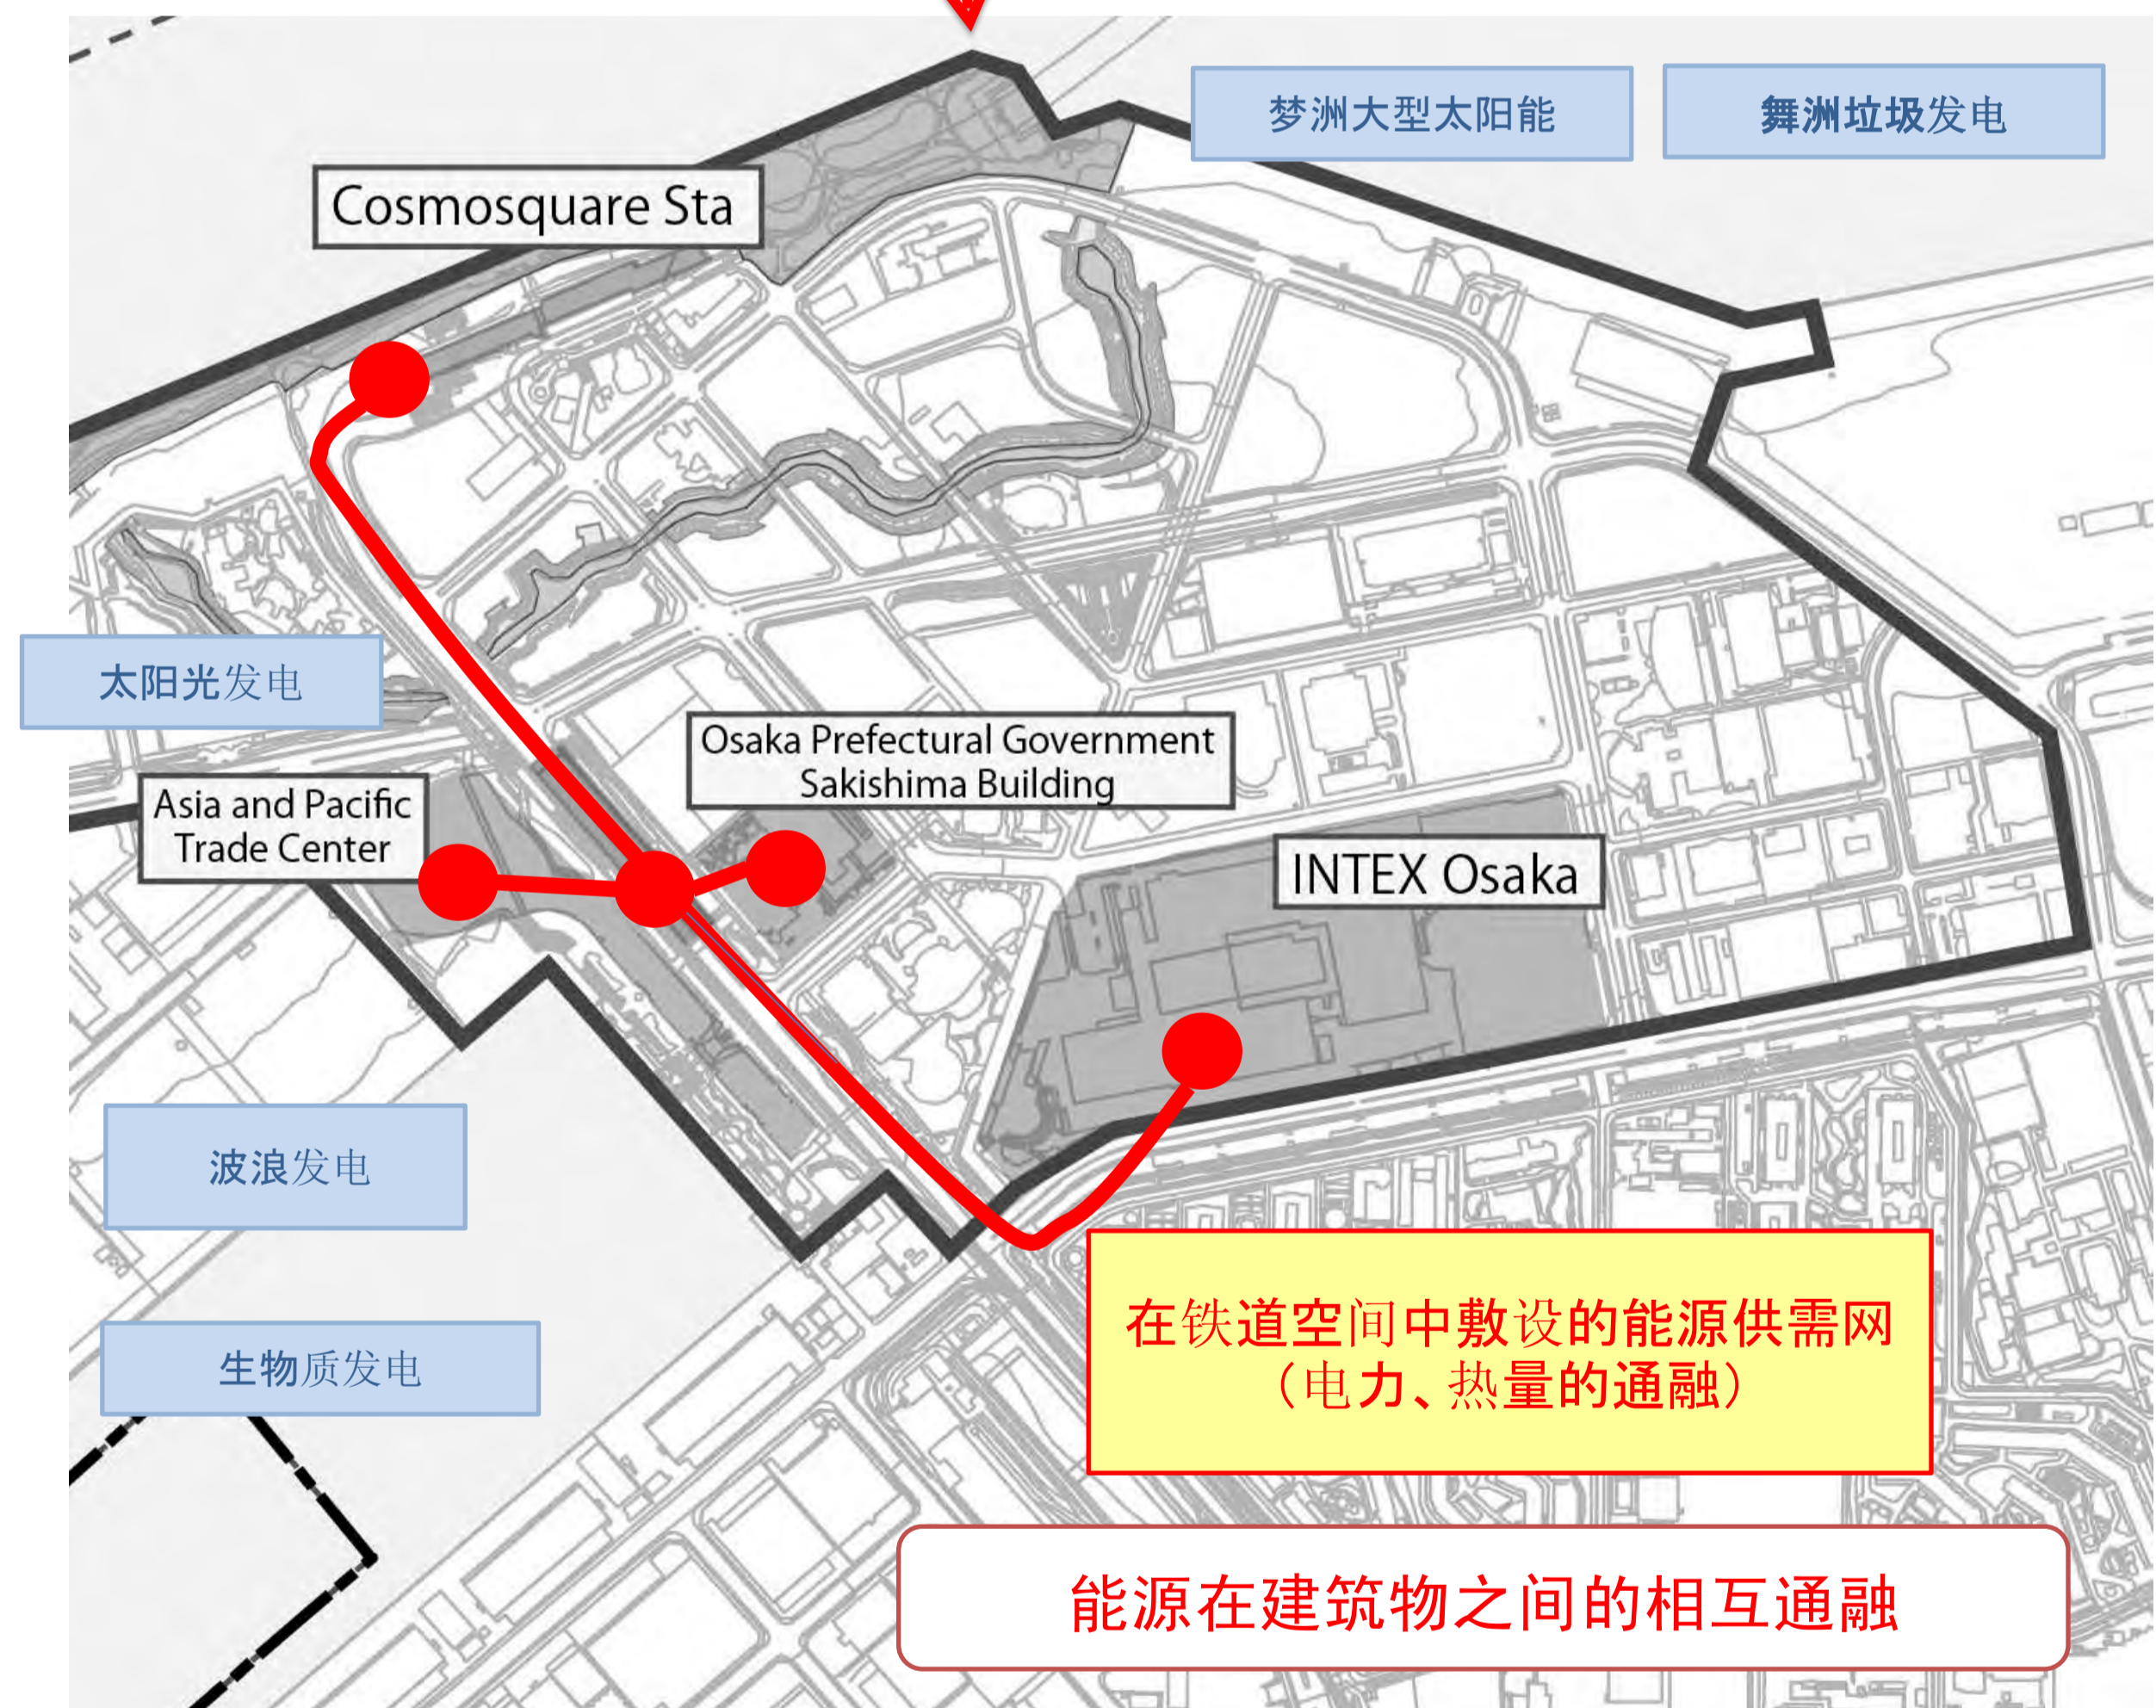 梦洲大型太阳能
舞洲垃圾发电
Cosmosquare Sta
太阳光发电
Osaka Prefectural Government
Sakishima Building
Asia and Pacific
Trade Center
INTEX Osaka
波浪发电
在铁道空间中敷设的能源供需网
（电力、热量的通融）
生物质发电
能源在建筑物之间的相互通融